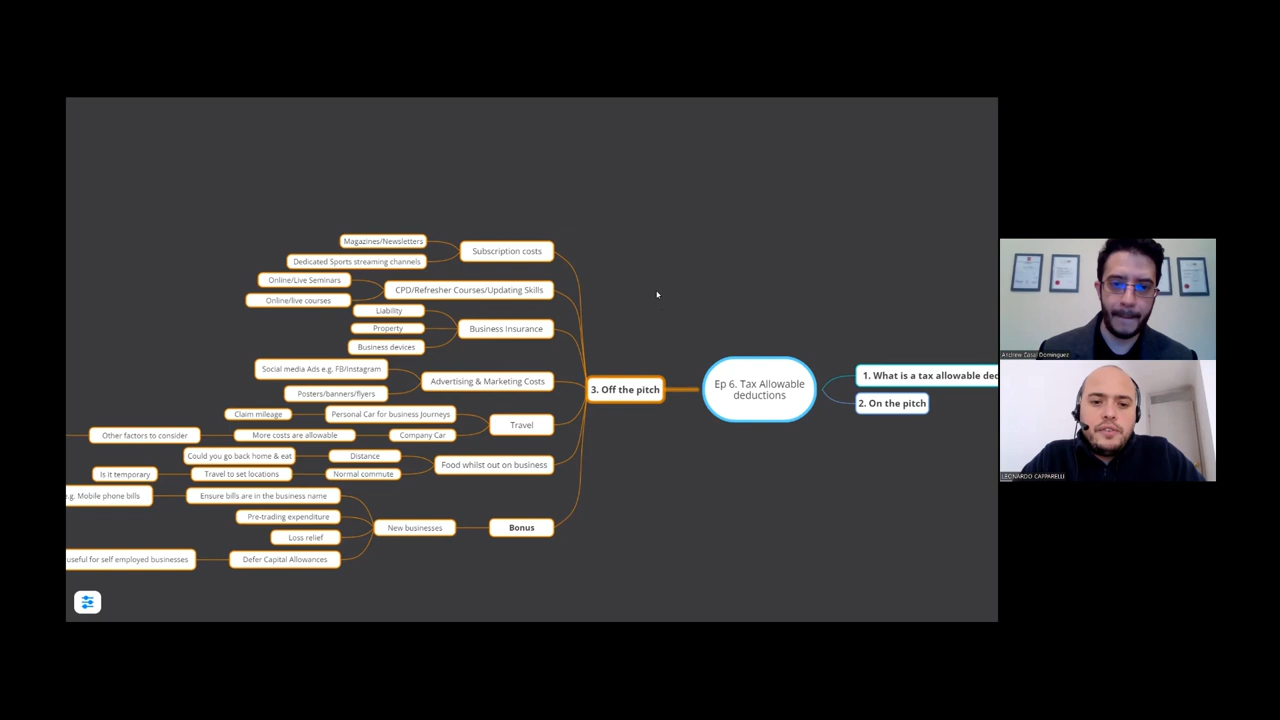 Magazines/Newsletters
Subscription costs
Dedicated Sports streaming channels
Online/Live Seminars
CPD/Refresher Courses/Updating Skills
Online/live courses
Liability
Property
Business Insurance
Business devices
Social media Ads e.g. FB/Instagram
Advertising & Marketing Costs
Posters/banners/flyers
Claim mileage
Personal Car for business Journeys
Travel
Other factors to consider
More costs are allowable
Company Car
Could you go back home & eat
Distance
Food whilst out on business
Is it temporary
Travel to set locations
Normal commute
e.g. Mobile phone bills
Ensure bills are in the business name
Pre-trading expenditure
New businesses
Bonus
Loss relief
useful for self employed businesses
Defer Capital Allowances
3. Off the pitch
Ep 6. Tax Allowable
deductions
1. What is a tax allowable ded
2. On the pitch
Andrew Casal Dominguez
LEONARDO CAPPARELLI